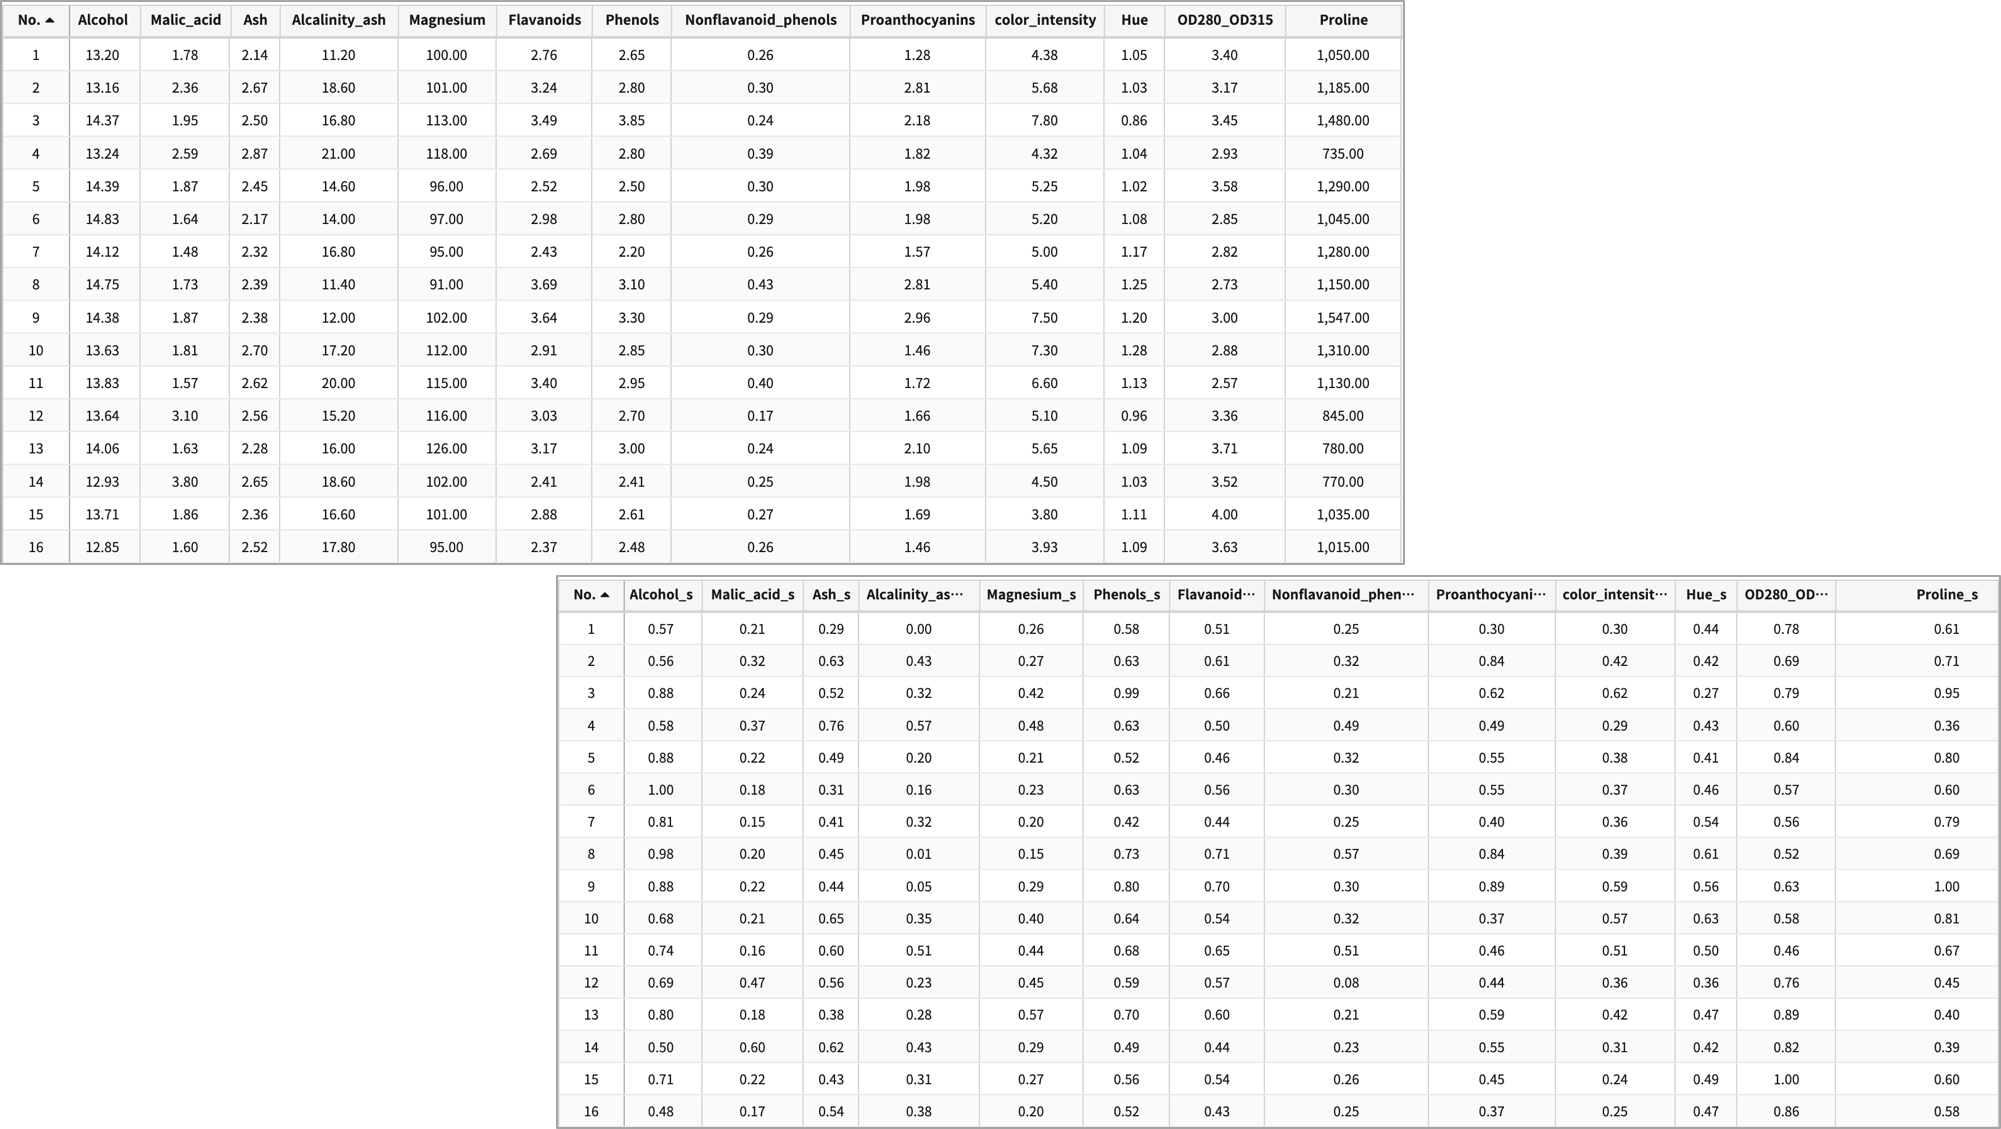 No. Alcohol Malic_acid Ash Alcalinity_ash Magnesium Flavanoids Phenols Nonflavanoid_phenols Proanthocyanins color_intensity Hue OD280_OD315 Proline
1 13.20 1.78 2.14 11.20 100.00 2.76 2.65 0.26 1.28 4.38 1.05 3.40 1,050.00
2 13.16 2.36 2.67 18.60 101.00 3.24 2.80 0.30 2.81 5.68 1.03 3.17 1,185.00
3 14.37 1.95 2.50 16.80 113.00 3.49 3.85 0.24 2.18 7.80 0.86 3.45 1,480.00
4 13.24 2.59 2.87 21.00 118.00 2.69 2.80 0.39 1.82 4.32 1.04 2.93 735.00
5 14.39 1.87 2.45 14.60 96.00 2.52 2.50 0.30 1.98 5.25 1.02 3.58 1,290.00
6 14.83 1.64 2.17 14.00 97.00 2.98 2.80 0.29 1.98 5.20 1.08 2.85 1,045.00
7 14.12 1.48 2.32 16.80 95.00 2.43 2.20 0.26 1.57 5.00 1.17 2.82 1,280.00
8 14.75 1.73 2.39 11.40 91.00 3.69 3.10 0.43 2.81 5.40 1.25 2.73 1,150.00
9 14.38 1.87 2.38 12.00 102.00 3.64 3.30 0.29 2.96 7.50 1.20 3.00 1,547.00
10 13.63 1.81 2.70 17.20 112.00 2.91 2.85 0.30 1.46 7.30 1.28 2.88 1,310.00
11 13.83 1.57 2.62 20.00 115.00 3.40 2.95 0.40 1.72 6.60 1.13 2.57 1,130.00
12 13.64 3.10 2.56 15.20 116.00 3.03 2.70 0.17 1.66 5.10 0.96 3.36 845.00
13 14.06 1.63 2.28 16.00 126.00 3.17 3.00 0.24 2.10 5.65 1.09 3.71 780.00
14 12.93 3.80 2.65 18.60 102.00 2.41 2.41 0.25 1.98 4.50 1.03 3.52 770.00
15 13.71 1.86 2.36 16.60 101.00 2.88 2.61 0.27 1.69 3.80 1.11 4.00 1,035.00
16 12.85 1.60 2.52 17.80 95.00 2.37 2.48 0.26 1.46 3.93 1.09 3.63 1,015.00
No. Alcohol_s Malic_acid_s Ash_s Alcalinity_as··· Magnesium_s Phenols_s Flavanoid··· Nonflavanoid_phen··· Proanthocyani··· color_intensit··· Hue_s OD280_OD··· Proline_s
1 0.57 0.21 0.29 0.00 0.26 0.58 0.51 0.25 0.30 0.30 0.44 0.78 0.61
2 0.56 0.32 0.63 0.43 0.27 0.63 0.61 0.32 0.84 0.42 0.42 0.69 0.71
3 0.88 0.24 0.52 0.32 0.42 0.99 0.66 0.21 0.62 0.62 0.27 0.79 0.95
4 0.58 0.37 0.76 0.57 0.48 0.63 0.50 0.49 0.49 0.29 0.43 0.60 0.36
5 0.88 0.22 0.49 0.20 0.21 0.52 0.46 0.32 0.55 0.38 0.41 0.84 0.80
6 1.00 0.18 0.31 0.16 0.23 0.63 0.56 0.30 0.55 0.37 0.46 0.57 0.60
7 0.81 0.15 0.41 0.32 0.20 0.42 0.44 0.25 0.40 0.36 0.54 0.56 0.79
8 0.98 0.20 0.45 0.01 0.15 0.73 0.71 0.57 0.84 0.39 0.61 0.52 0.69
9 0.88 0.22 0.44 0.05 0.29 0.80 0.70 0.30 0.89 0.59 0.56 0.63 1.00
10 0.68 0.21 0.65 0.35 0.40 0.64 0.54 0.32 0.37 0.57 0.63 0.58 0.81
11 0.74 0.16 0.60 0.51 0.44 0.68 0.65 0.51 0.46 0.51 0.50 0.46 0.67
12 0.69 0.47 0.56 0.23 0.45 0.59 0.57 0.08 0.44 0.36 0.36 0.76 0.45
13 0.80 0.18 0.38 0.28 0.57 0.70 0.60 0.21 0.59 0.42 0.47 0.89 0.40
14 0.50 0.60 0.62 0.43 0.29 0.49 0.44 0.23 0.55 0.31 0.42 0.82 0.39
15 0.71 0.22 0.43 0.31 0.27 0.56 0.54 0.26 0.45 0.24 0.49 1.00 0.60
16 0.48 0.17 0.54 0.38 0.20 0.52 0.43 0.25 0.37 0.25 0.47 0.86 0.58